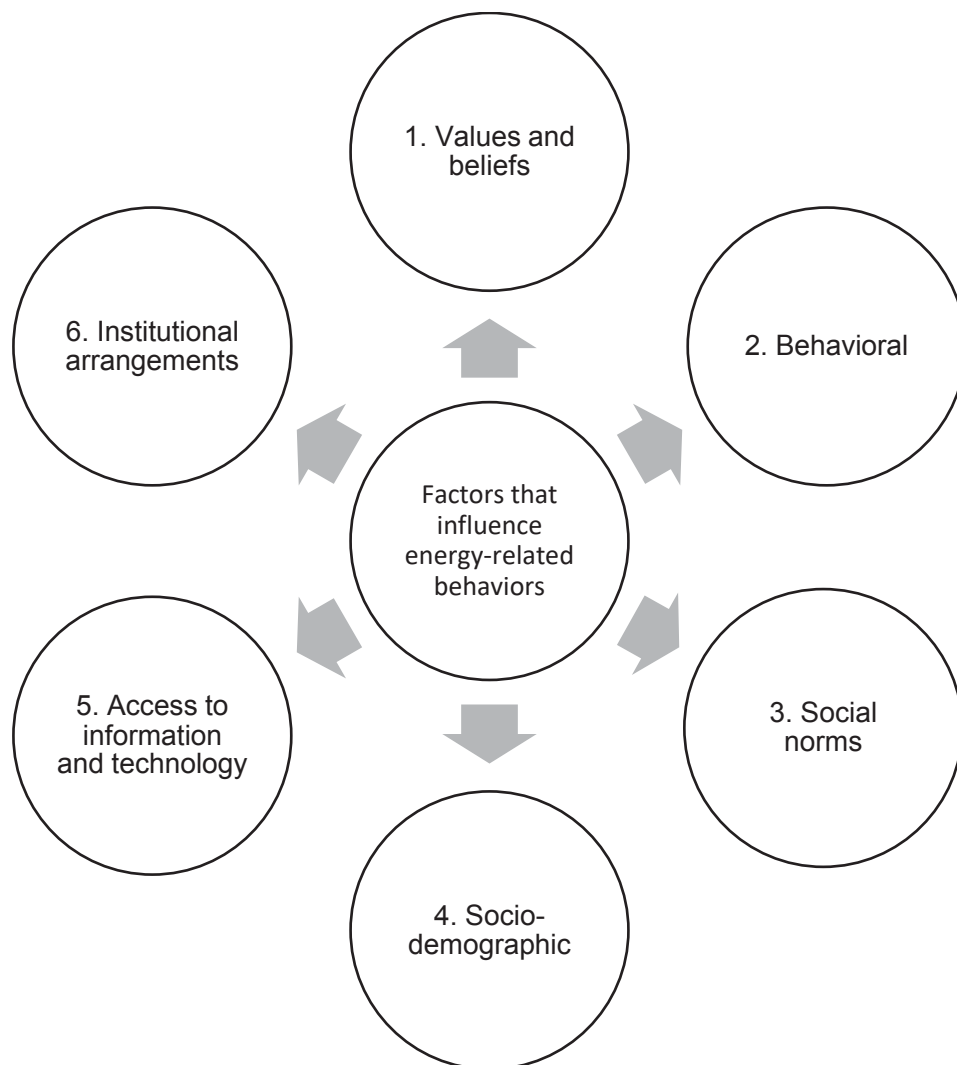 1. Values and
beliefs
6. Institutional
arrangements
2. Behavioral
Factors that
influence
energy-related
behaviors
5. Access to
information
and technology
3. Social
norms
4. Socio-
demographic